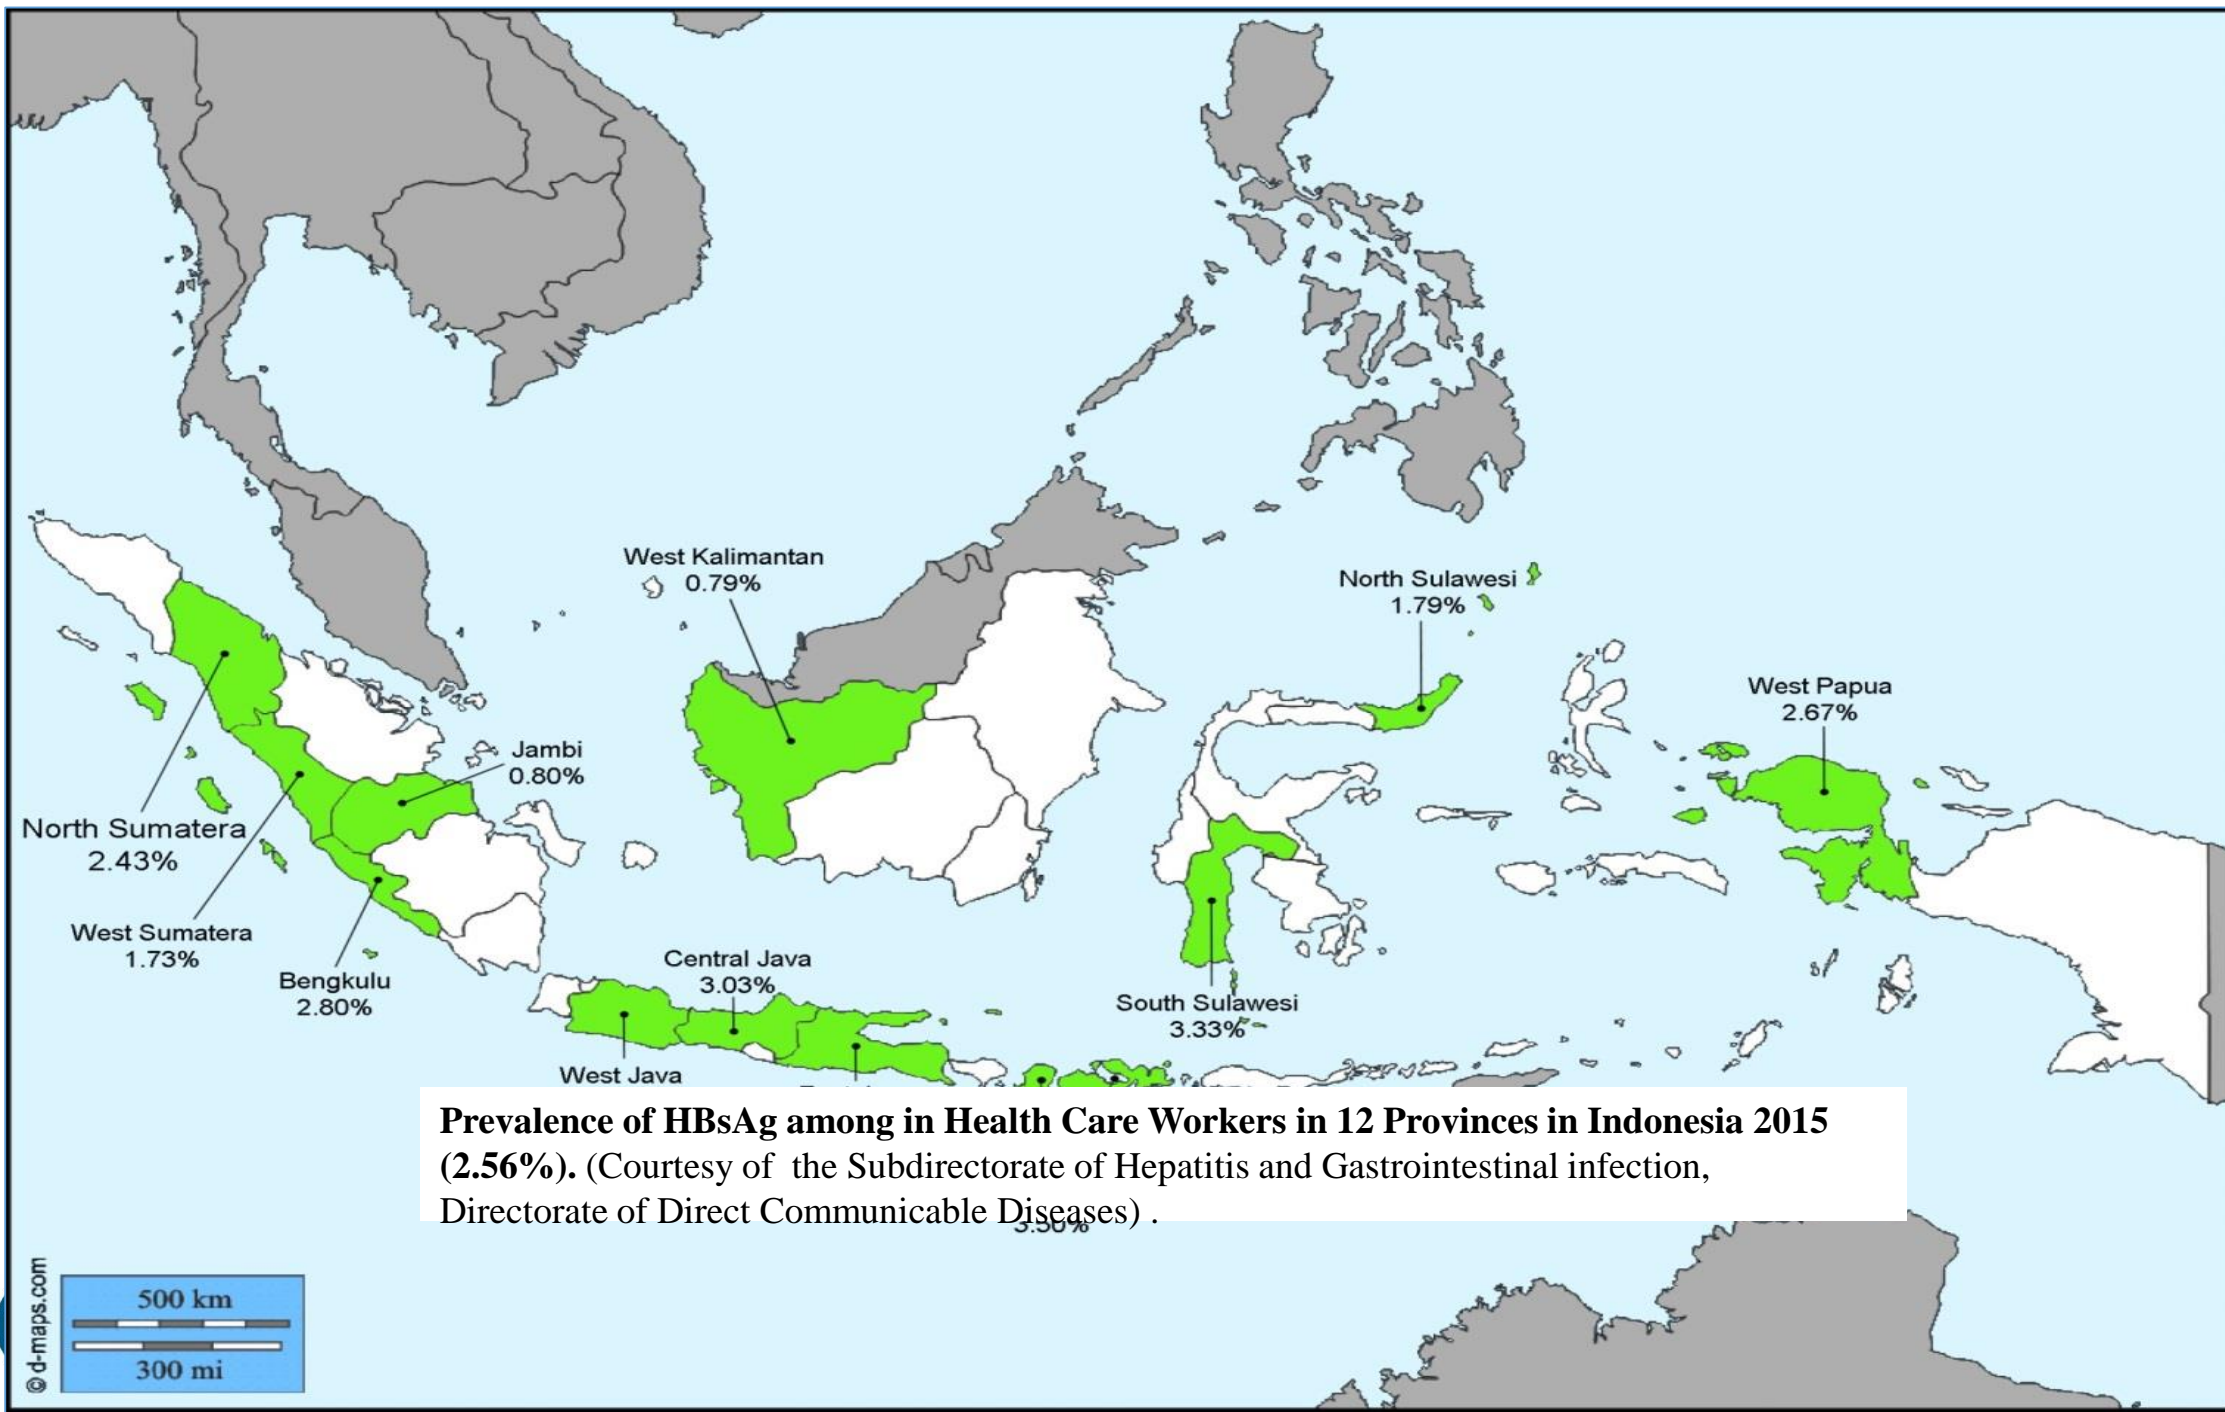 West Kalimantan
0.79%
North Sulawesi
1.79%
West Papua
2.67%
Jambi
0.80%
North Sumatera
2.43%
West Sumatera
1.73%
Bengkulu
2.80%
Central Java
3.03%
South Sulawesi
3.33%
West Java
Prevalence of HBsAg among in Health Care Workers in 12 Provinces in Indonesia 2015
(2.56%). (Courtesy of the Subdirectorate of Hepatitis and Gastrointestinal infection,
Directorate of Direct Communicable Diseases) .
3.50%
500 km
300 mi
© d-maps.com